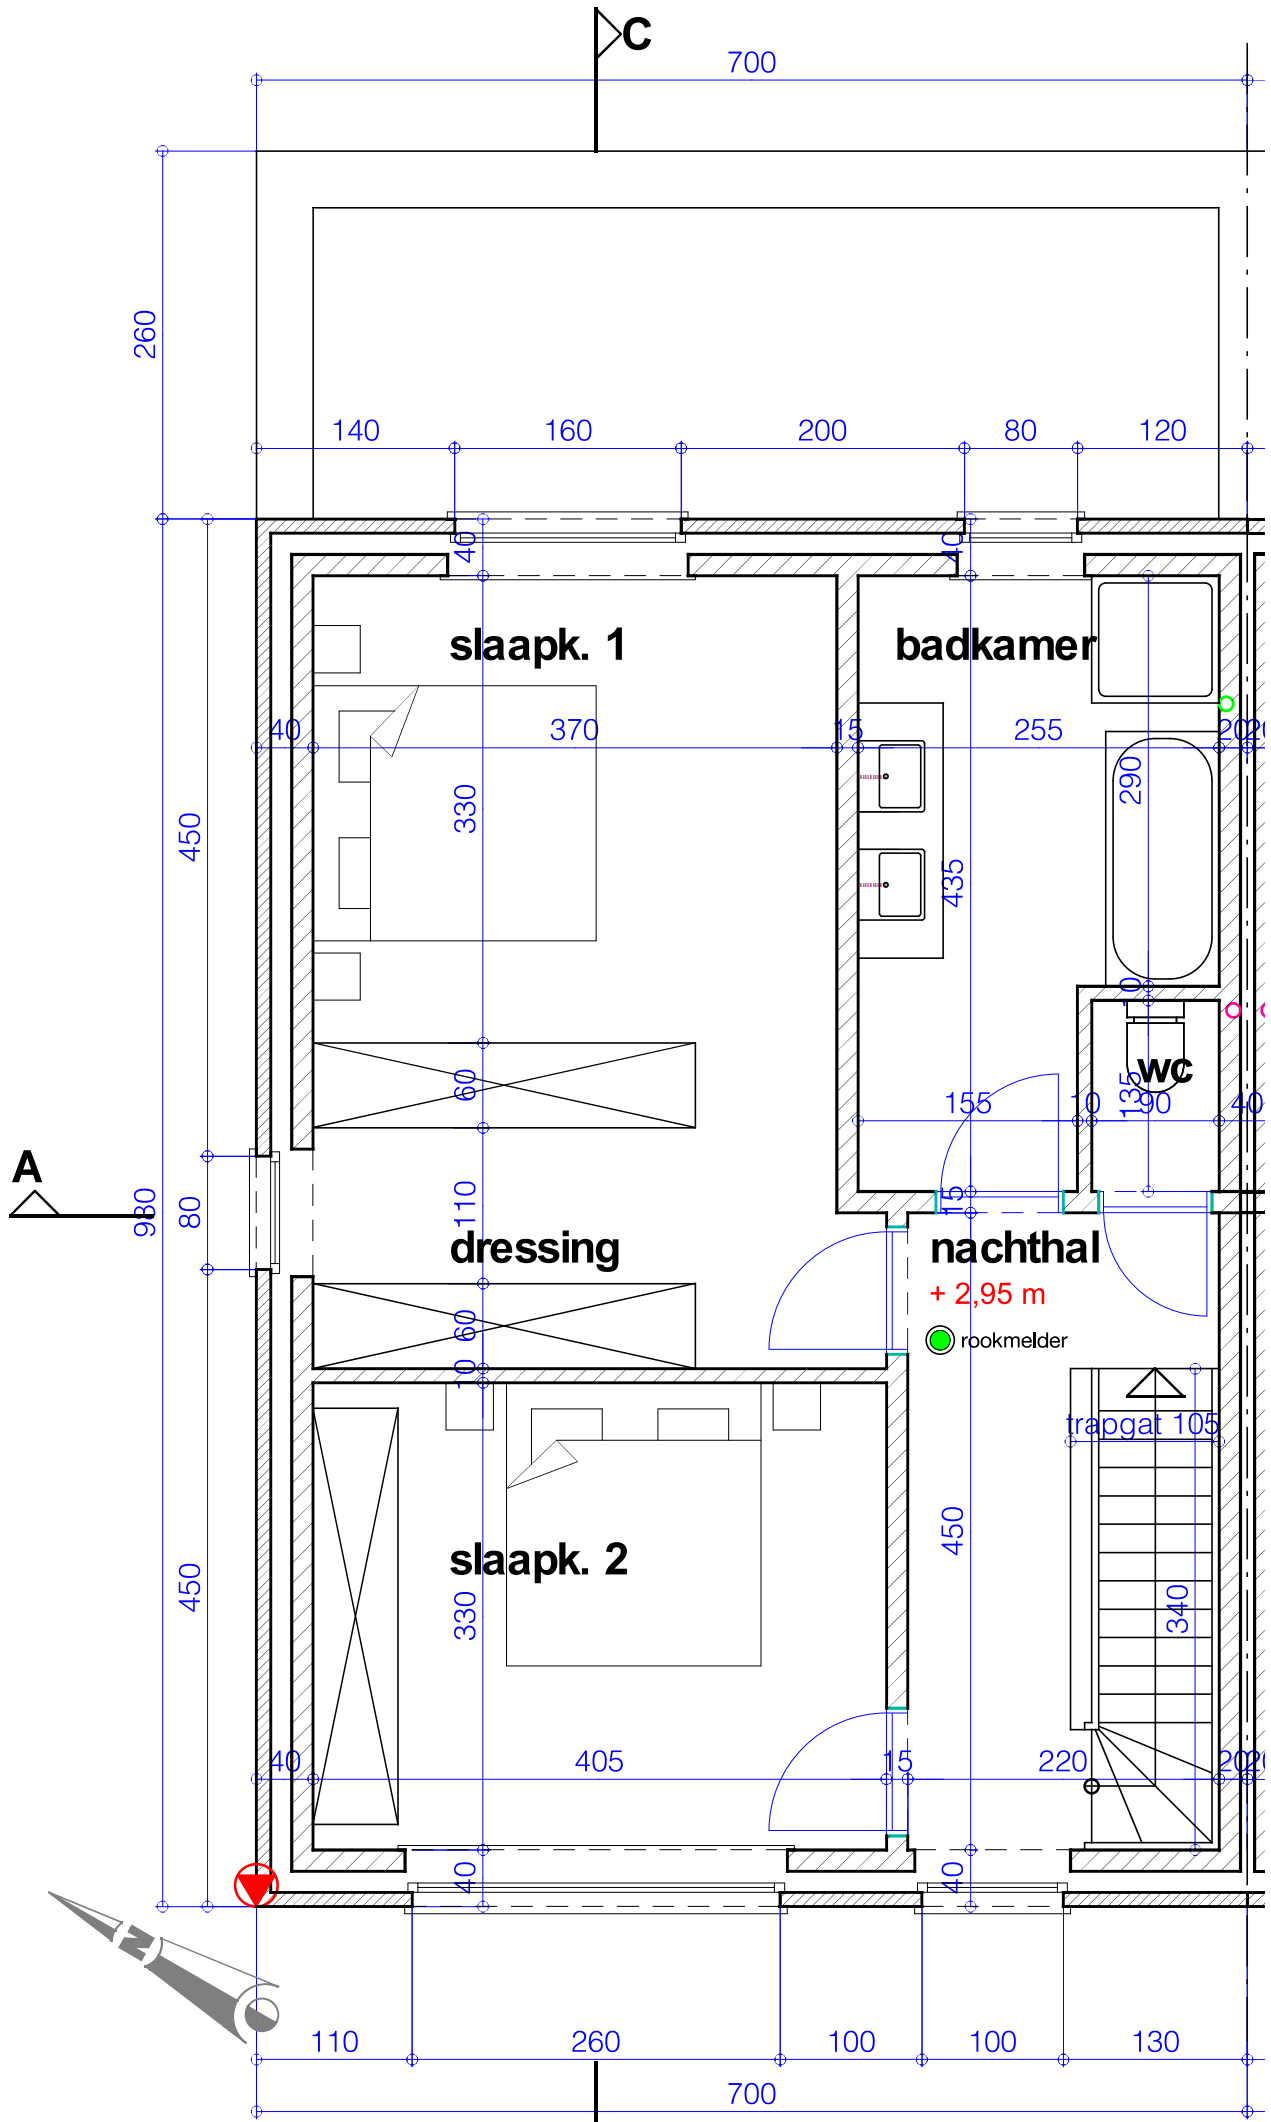 C
700
260
140 160 200 80 120
40 40
slaapk. 1 badkamer
40 370 15 255 20 20
330 290
450 435
10
60 wc
135
155 10 90 40
A
980 80 110 15
dressing nachthal
+ 2,95 m
60 rookmelder
10
trapgat 105
450
slaapk. 2
450 330 340
40 405 15 220 20 20
40 40
N
110 260 100 100 130
700